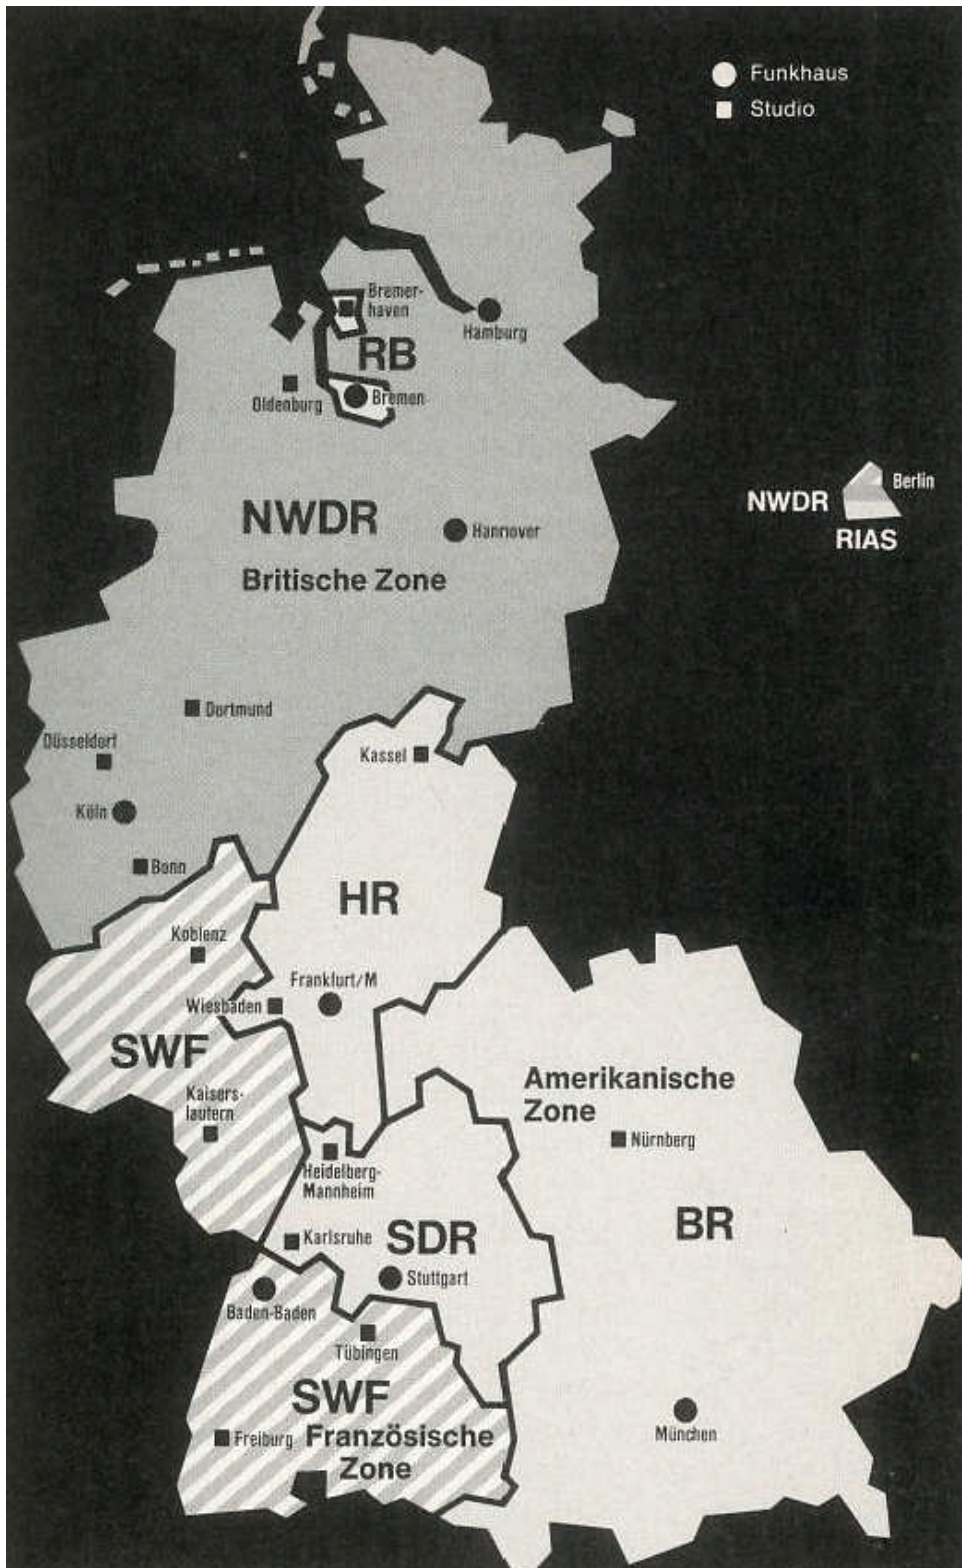 Funkhaus
Studio
Bremer-
haven
Hamburg
RB
Oldenburg
Bremen
Berlin
NWDR
RIAS
NWDR
Hannover
Britische Zone
Dortmund
Düsseldorf
Kassel
Köln
Bonn
HR
Koblenz
Frankfurt/M
Wiesbaden
SWF
Amerikanische
Zone
Kaisers-
lautern
Nürnberg
Heidelberg-
Mannheim
BR
Karlsruhe
SDR
Stuttgart
Baden-Baden
Tübingen
SWF
Freiburg
Französische
Zone
München